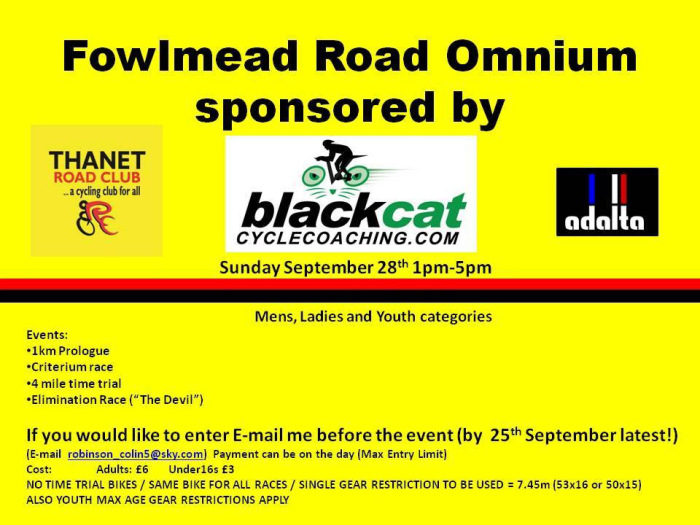 Fowlmead Road Omnium
sponsored by
THANET
ROAD CLUB
... a cycling club for all
blackcat
CYCLECOACHING.COM
adalta
Sunday September 28th 1pm-5pm
Mens, Ladies and Youth categories
Events:
•1km Prologue
•Criterium race
•4 mile time trial
•Elimination Race (“The Devil”)
If you would like to enter E-mail me before the event (by 25th September latest!)
(E-mail robinson_colin5@sky.com) Payment can be on the day (Max Entry Limit)
Cost: Adults: £6 Under16s £3
NO TIME TRIAL BIKES / SAME BIKE FOR ALL RACES / SINGLE GEAR RESTRICTION TO BE USED = 7.45m (53x16 or 50x15)
ALSO YOUTH MAX AGE GEAR RESTRICTIONS APPLY